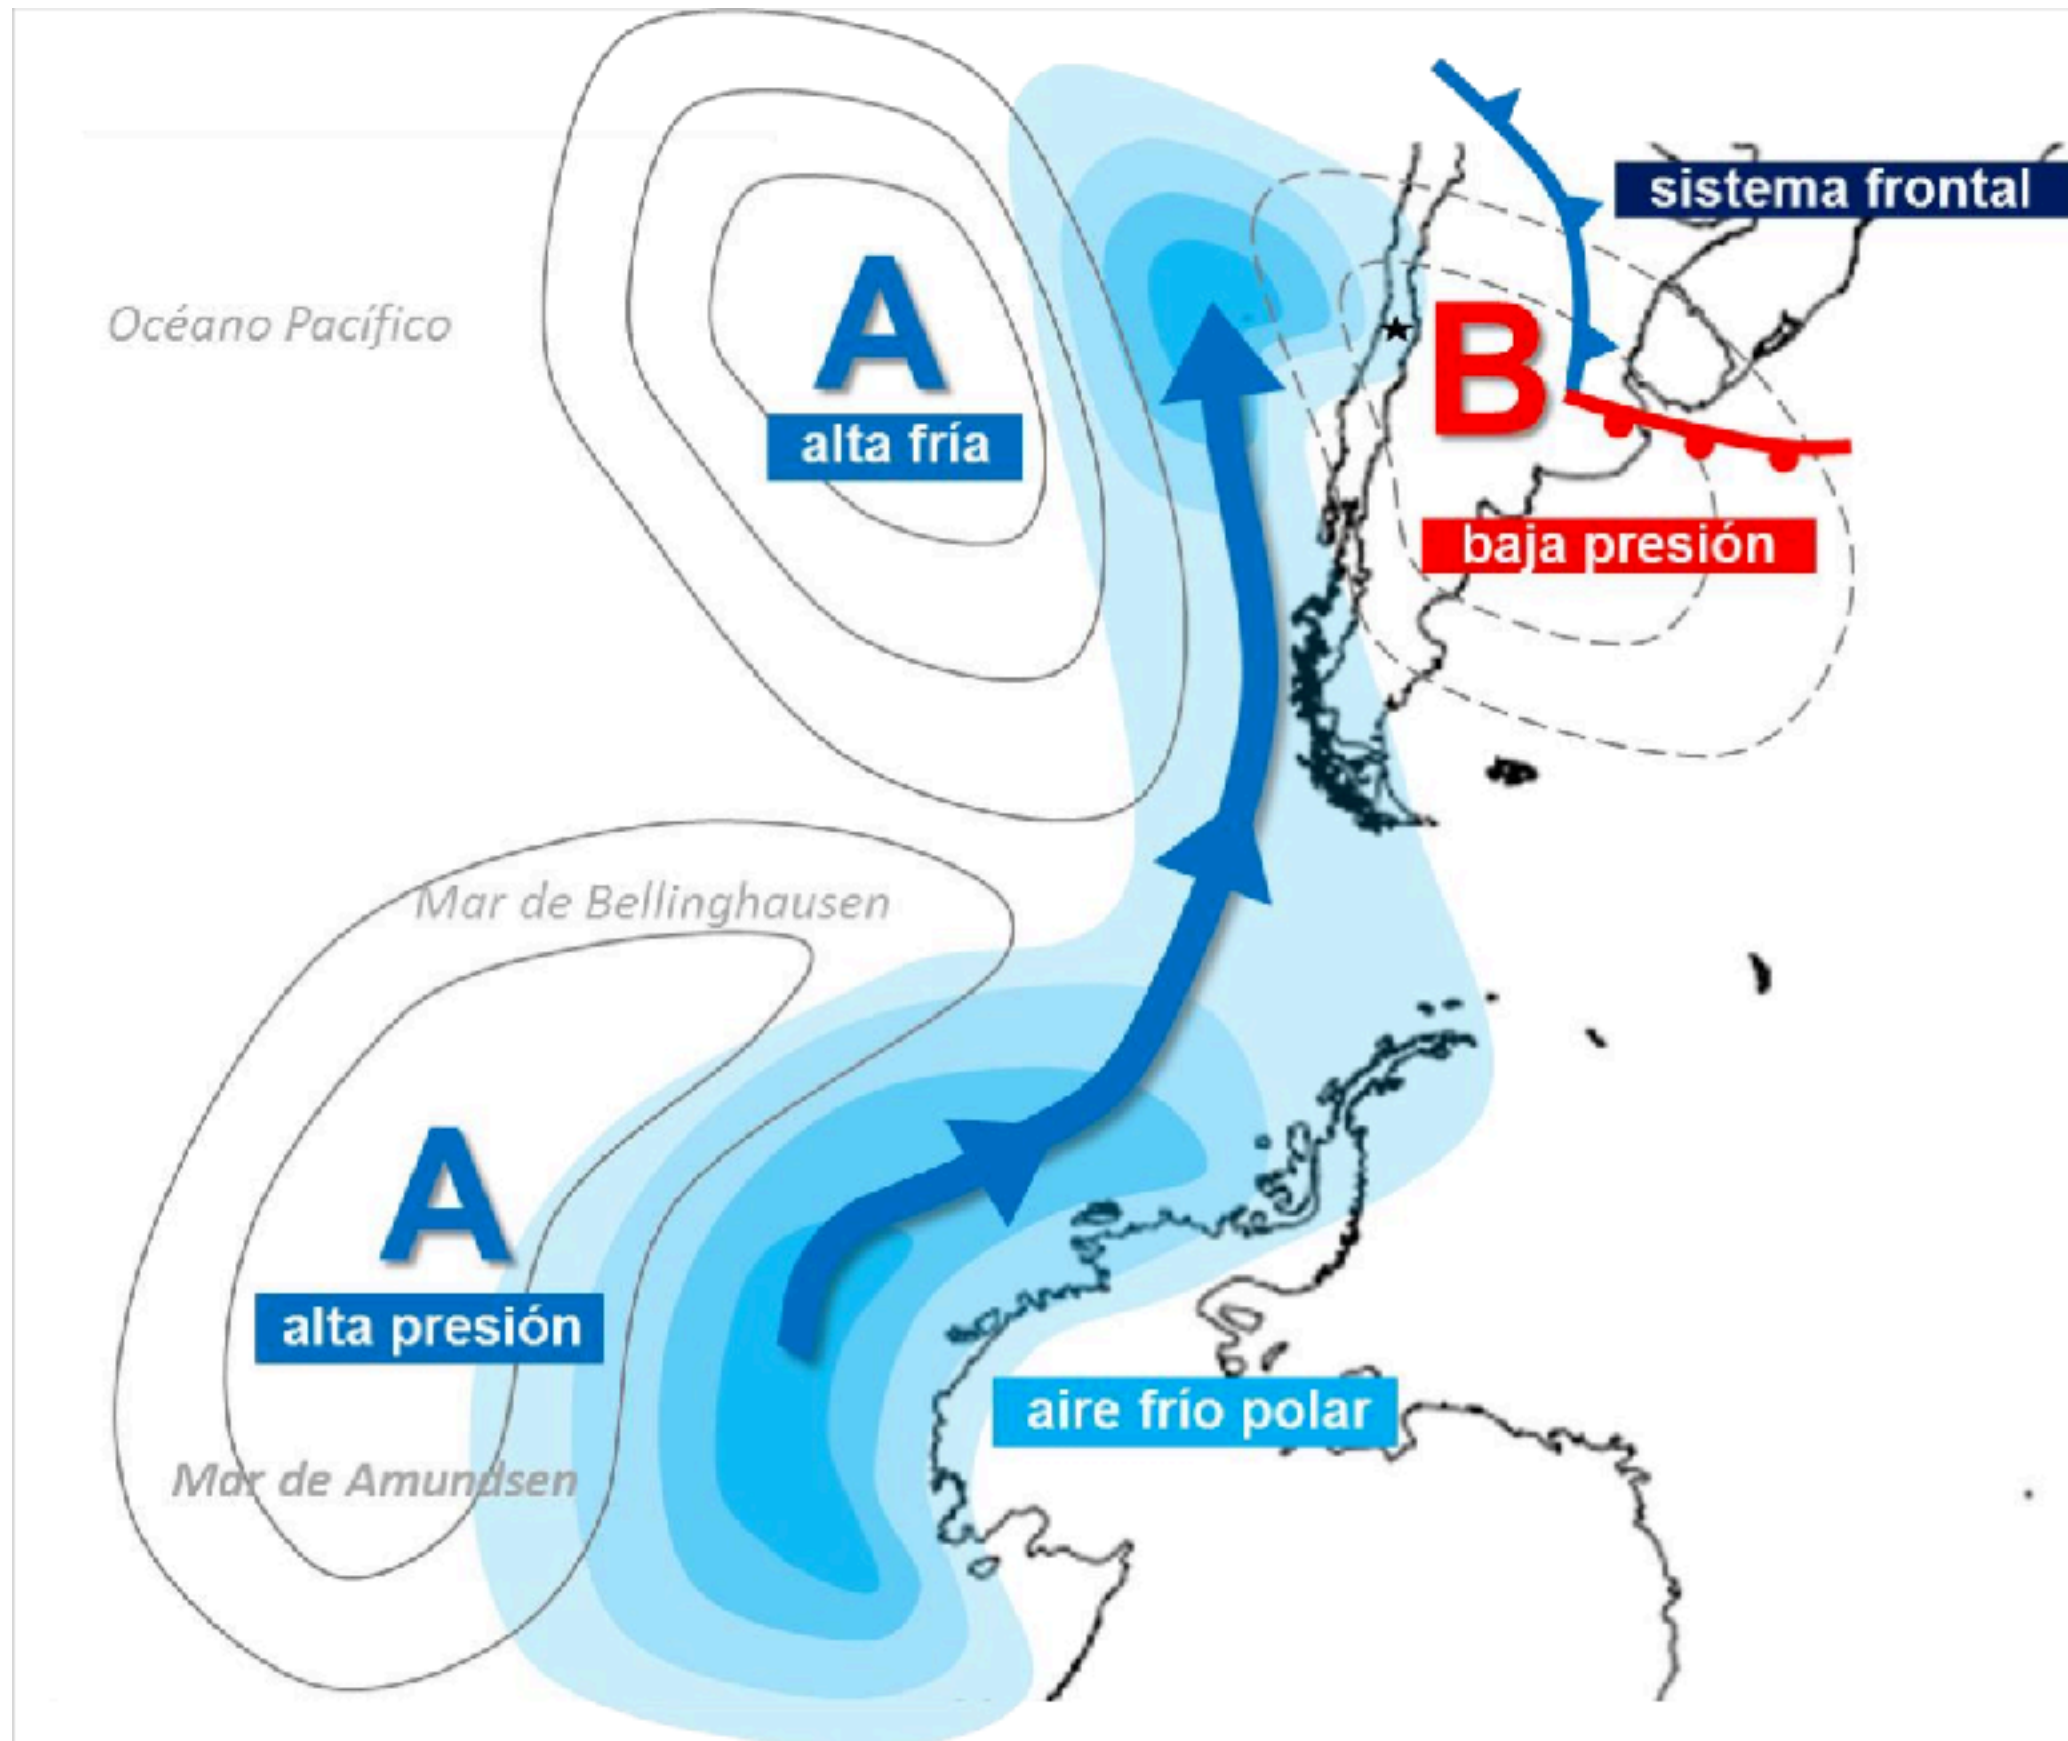 sistema frontal
Océano Pacífico
A
alta fría
B
baja presión
Mar de Bellinghausen
A
alta presión
aire frío polar
Mar de Amundsen